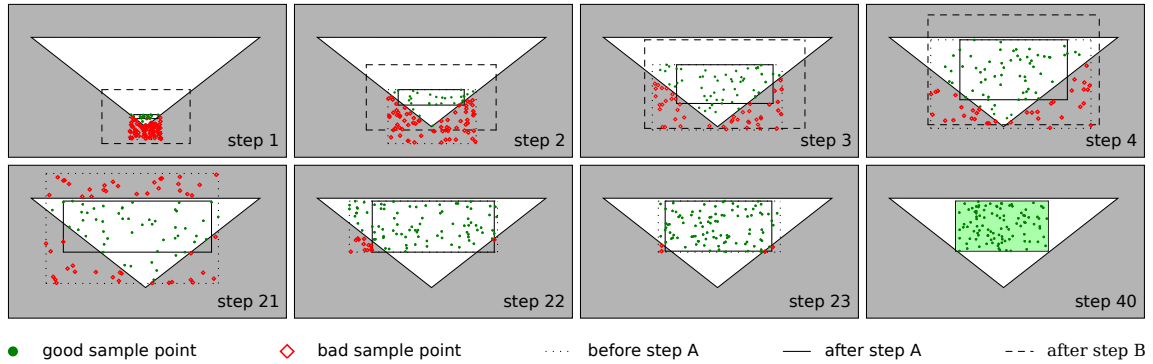 step 1
step 2
step 3
step 4
step 21
step 22
step 23
step 40
good sample point bad sample point before step A after step A after step B